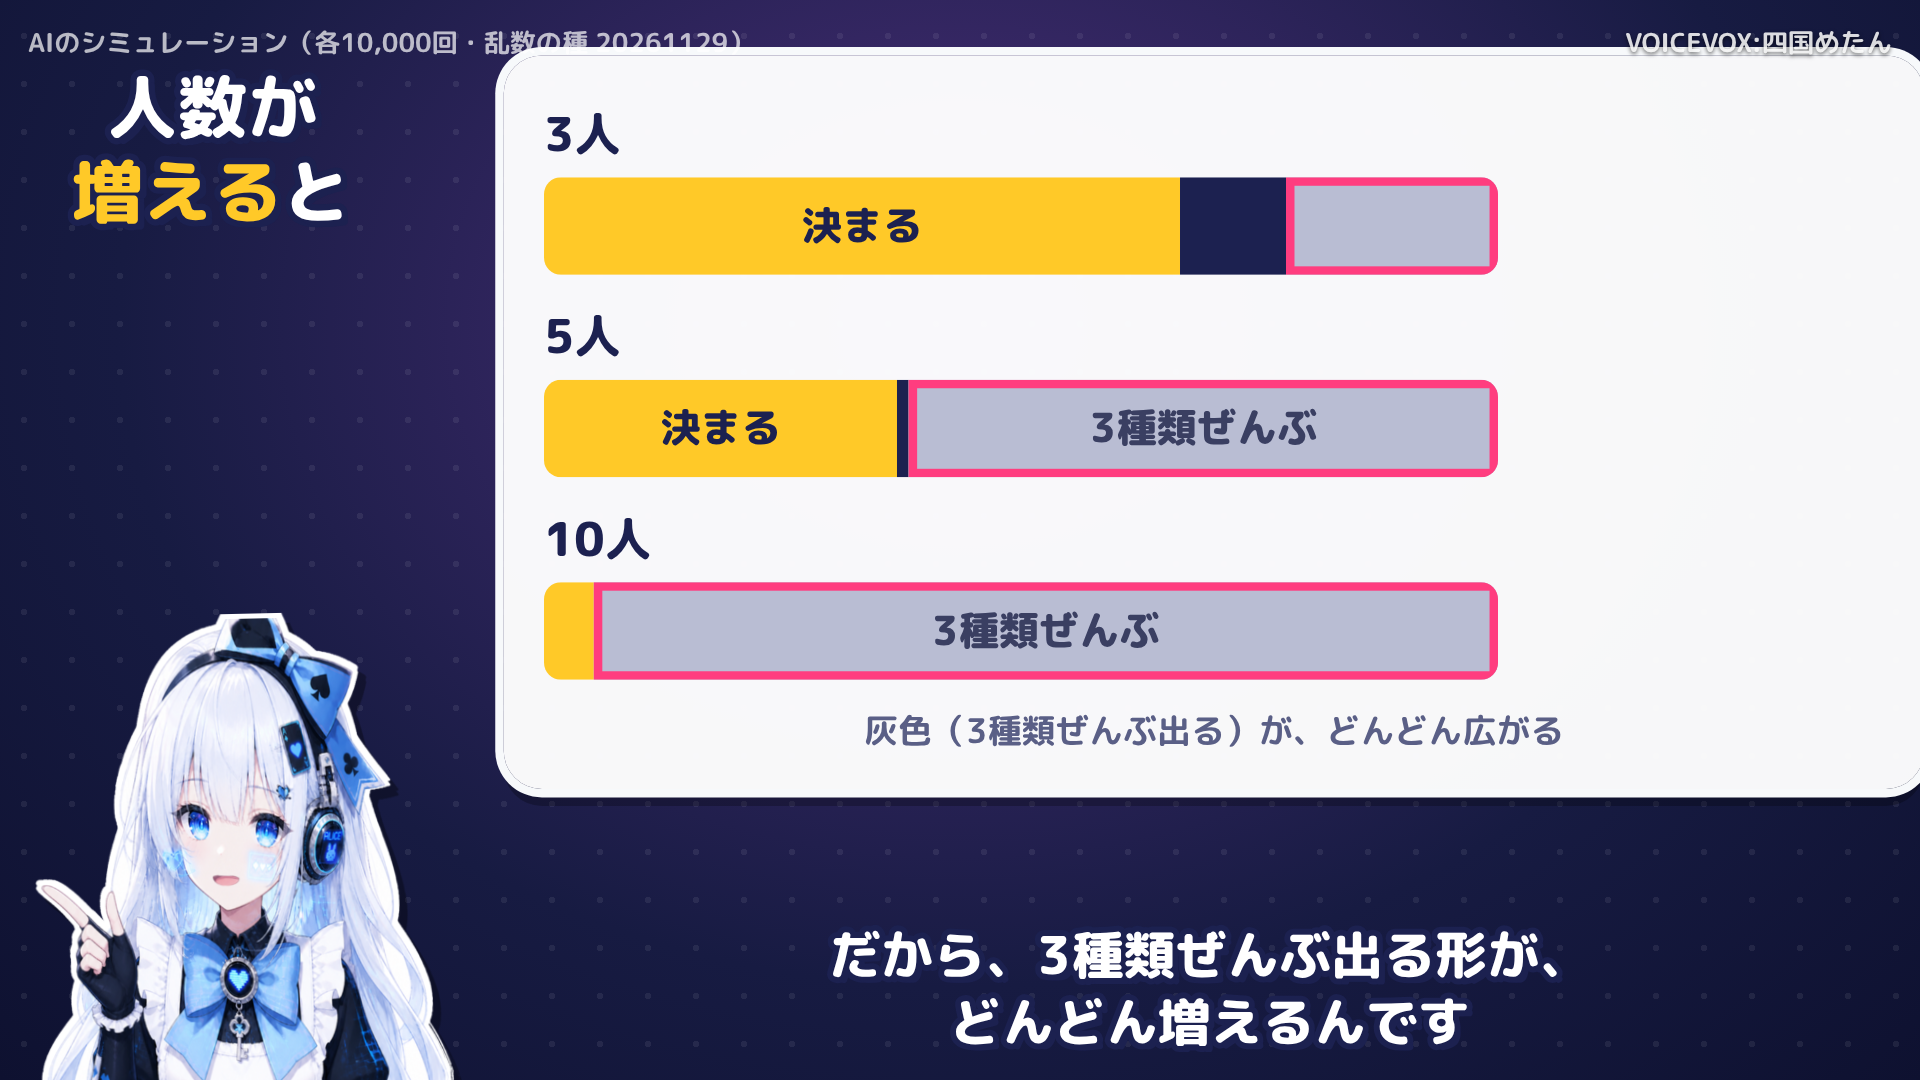 AIのシミュレーション（各10,000回・乱数の種 20261129）
VOICEVOX:四国めたん
人数が
増えると
3人
決まる
5人
決まる
3種類ぜんぶ
10人
3種類ぜんぶ
灰色（3種類ぜんぶ出る）が、どんどん広がる
だから、3種類ぜんぶ出る形が、
どんどん増えるんです